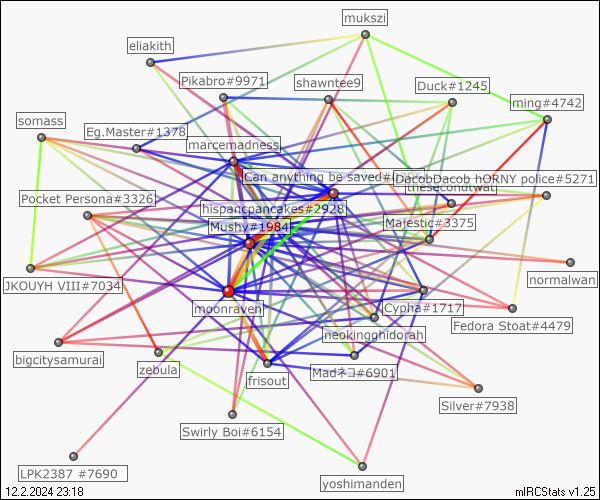 mukszi
eliakith
Pikabro#9971
shawntee9
Duck#1245
ming#4742
somass
Eg.Master#1378
marcemadness
Can anything be saved#0
DacobDacob hORNY police#5271
thesecondtwat
Pocket Persona#3326
hispancpancakes#2928
Mushy#1984
Majestic#3375
JKOUYH VIII#7034
normalwan
moonraven
Cypha#1717
Fedora Stoat#4479
neokingghidorah
bigcitysamurai
zebula
frisout
Madネコ#6901
Silver#7938
Swirly Boi#6154
LPK2387 #7690
yoshimanden
12.2.2024 23:18
mIRCStats v1.25